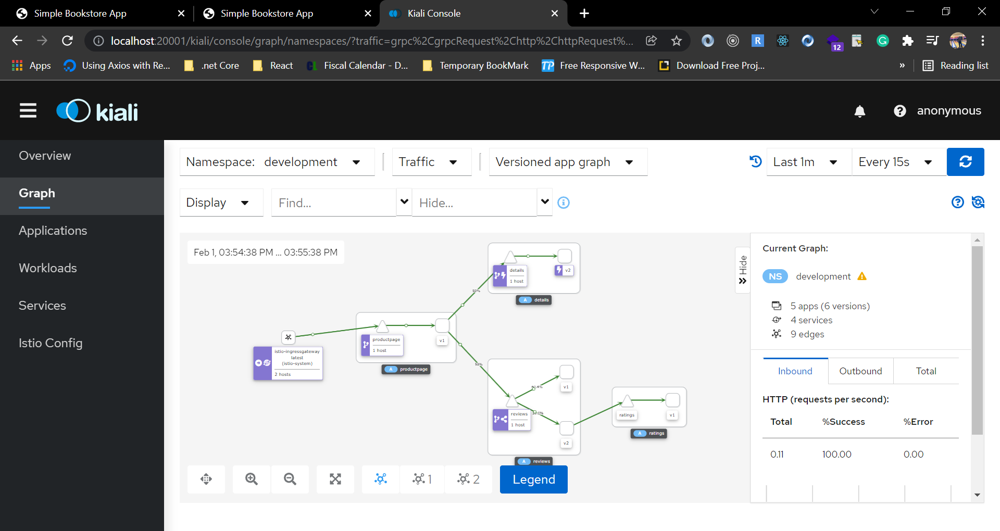 Simple Bookstore App
Simple Bookstore App
Kiali Console
localhost:20001/kiali/console/graph/namespaces/?traffic=grpc%2CgrpcRequest%2Chttp%2ChttpRequest%...
R
12
G
Apps
Using Axios with Re...
.net Core
React
CL Fiscal Calendar - D...
Temporary BookMark
TP Free Responsive W...
Download Free Proj...
»
Reading list
kiali
anonymous
Overview
Graph
Applications
Workloads
Services
Istio Config
Namespace: development
Traffic
Versioned app graph
Last 1m
Every 15s
Display
Find...
Hide...
Feb 1, 03:54:38 PM ... 03:55:38 PM
details
1 host
v2
A details
50%
productpage
1 host
v1
A productpage
istio-ingressgateway
latest
(istio-system)
2 hosts
50%
v1
reviews
1 host
v2
A reviews
ratings
v1
A ratings
1
2
Legend
Hide
Current Graph:
NS development
5 apps (6 versions)
4 services
9 edges
Inbound
Outbound
Total
HTTP (requests per second):
Total %Success %Error
0.11 100.00 0.00